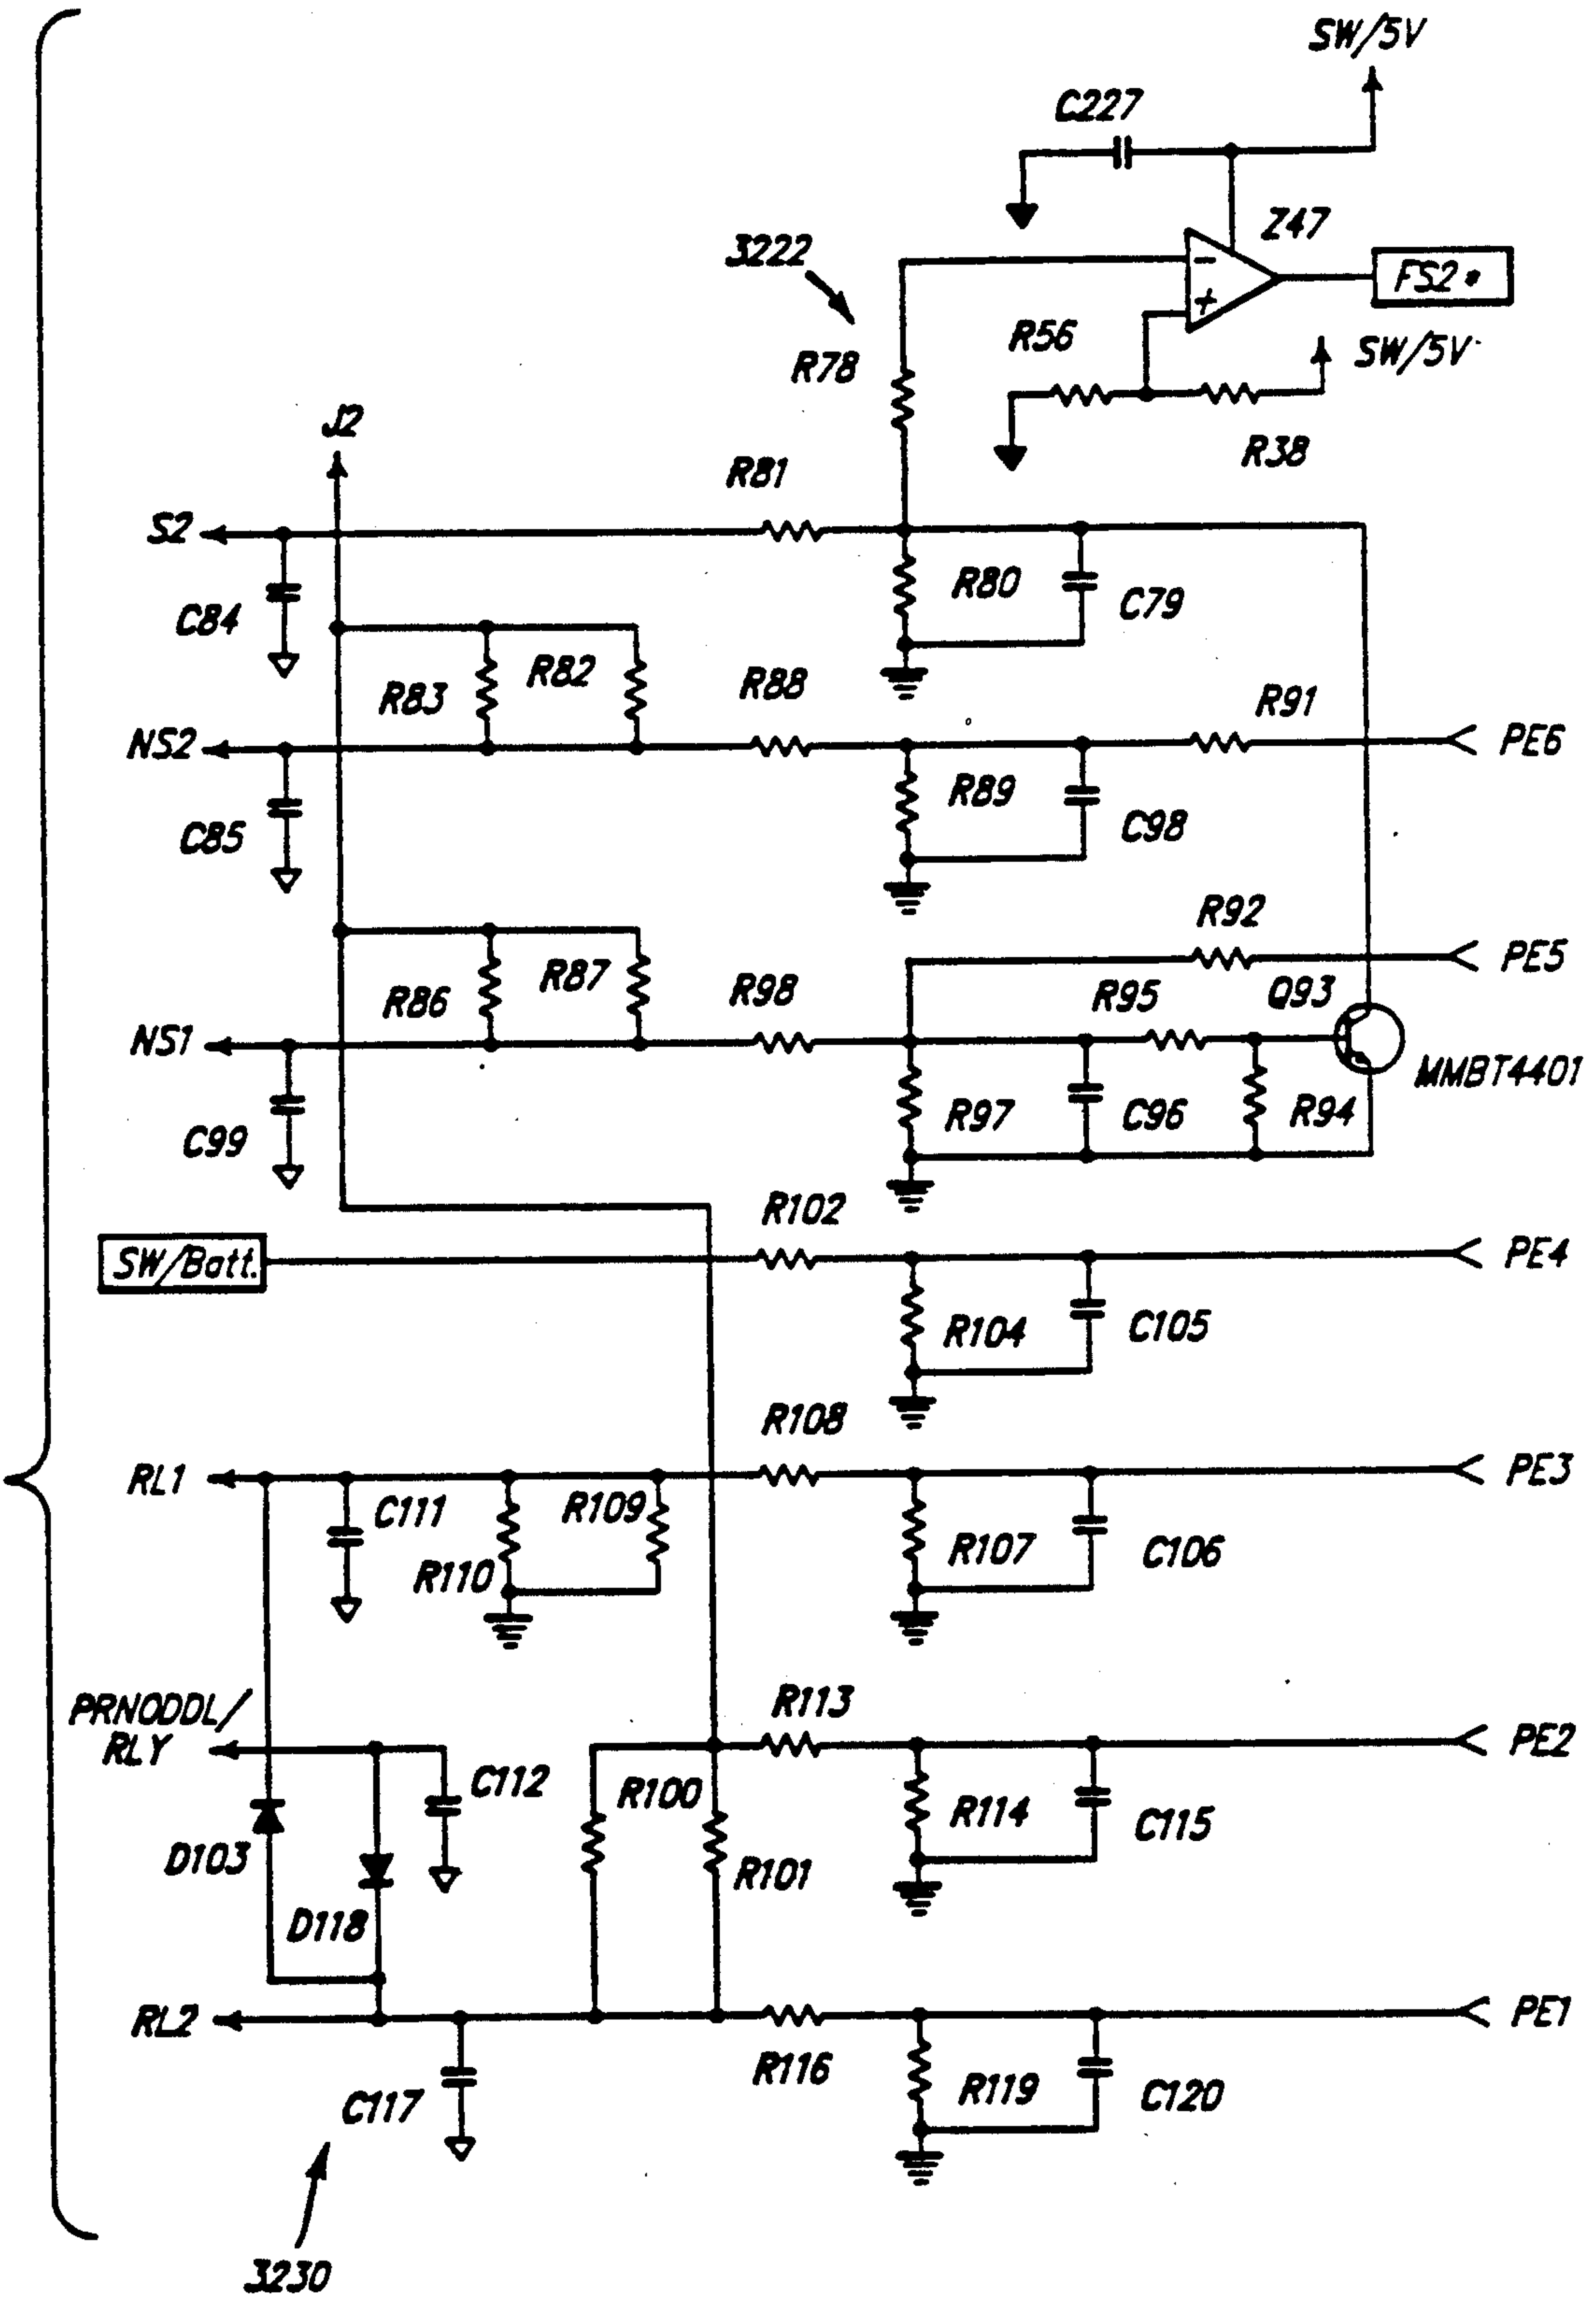 SW/5V
C227
Z47
3222
FS2*
R56
SW/5V
R78
J2
R38
R81
S2
R80
C79
C84
R83
R82
R88
R91
NS2
PE6
R89
C98
C85
R92
PE5
R86
R87
R98
R95
Q93
NS1
MMBT4401
R97
C96
R94
C99
R102
SW/Batt.
PE4
R104
C105
R108
RL1
PE3
C111
R109
R110
R107
C106
PRNODDL/
RLY
R113
PE2
C112
R100
R114
C115
D103
R101
D118
RL2
PE1
R116
C117
R119
C120
3230